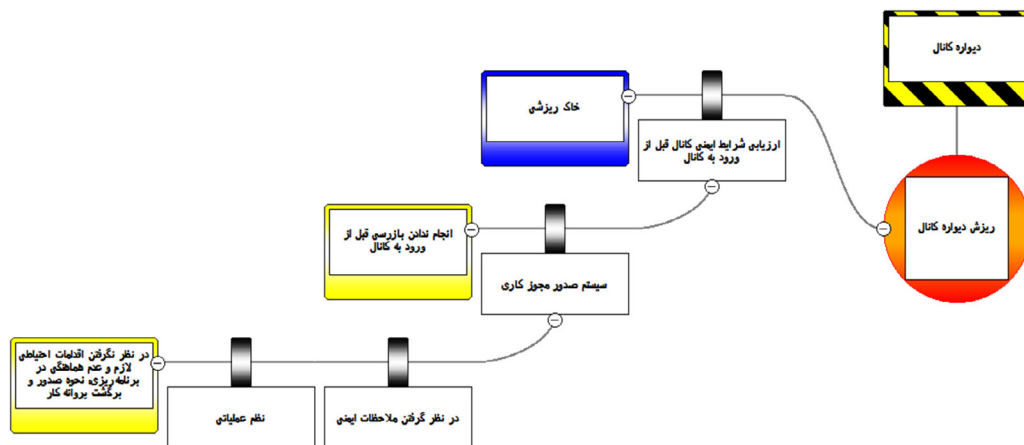 دیواره کانال
خاک ریزشی
ارزیابی شرایط ایمنی کانال قبل از
ورود به کانال
ریزش دیواره کانال
انجام ندادن بازرسی قبل از
ورود به کانال
سیستم صدور مجوز کاری
در نظر نگرفتن اقدامات احتیاطی
لازم و عدم هماهنگی در
برنامه ریزی، نحوه صدور و
برگشت پروانه کار
نظم عملیاتی
در نظر گرفتن ملاحظات ایمنی